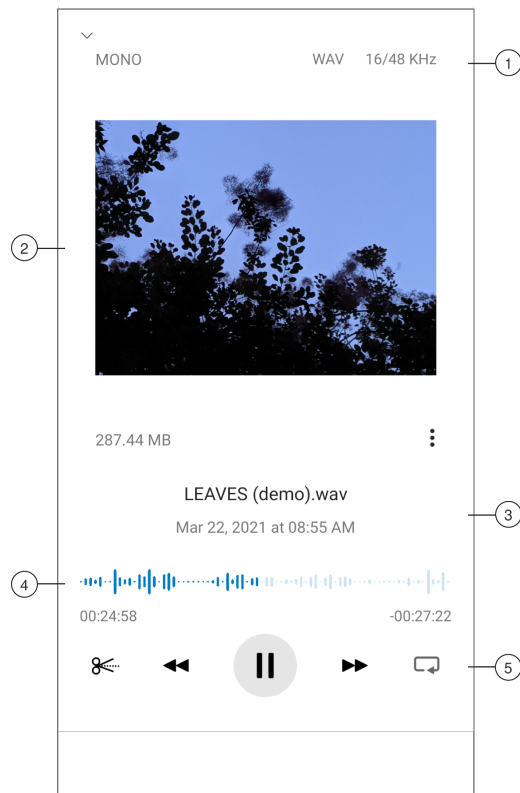 MONO WAV 16/48 KHz
1
2
287.44 MB
LEAVES (demo).wav
3
Mar 22, 2021 at 08:55 AM
4
00:24:58 -00:27:22
5